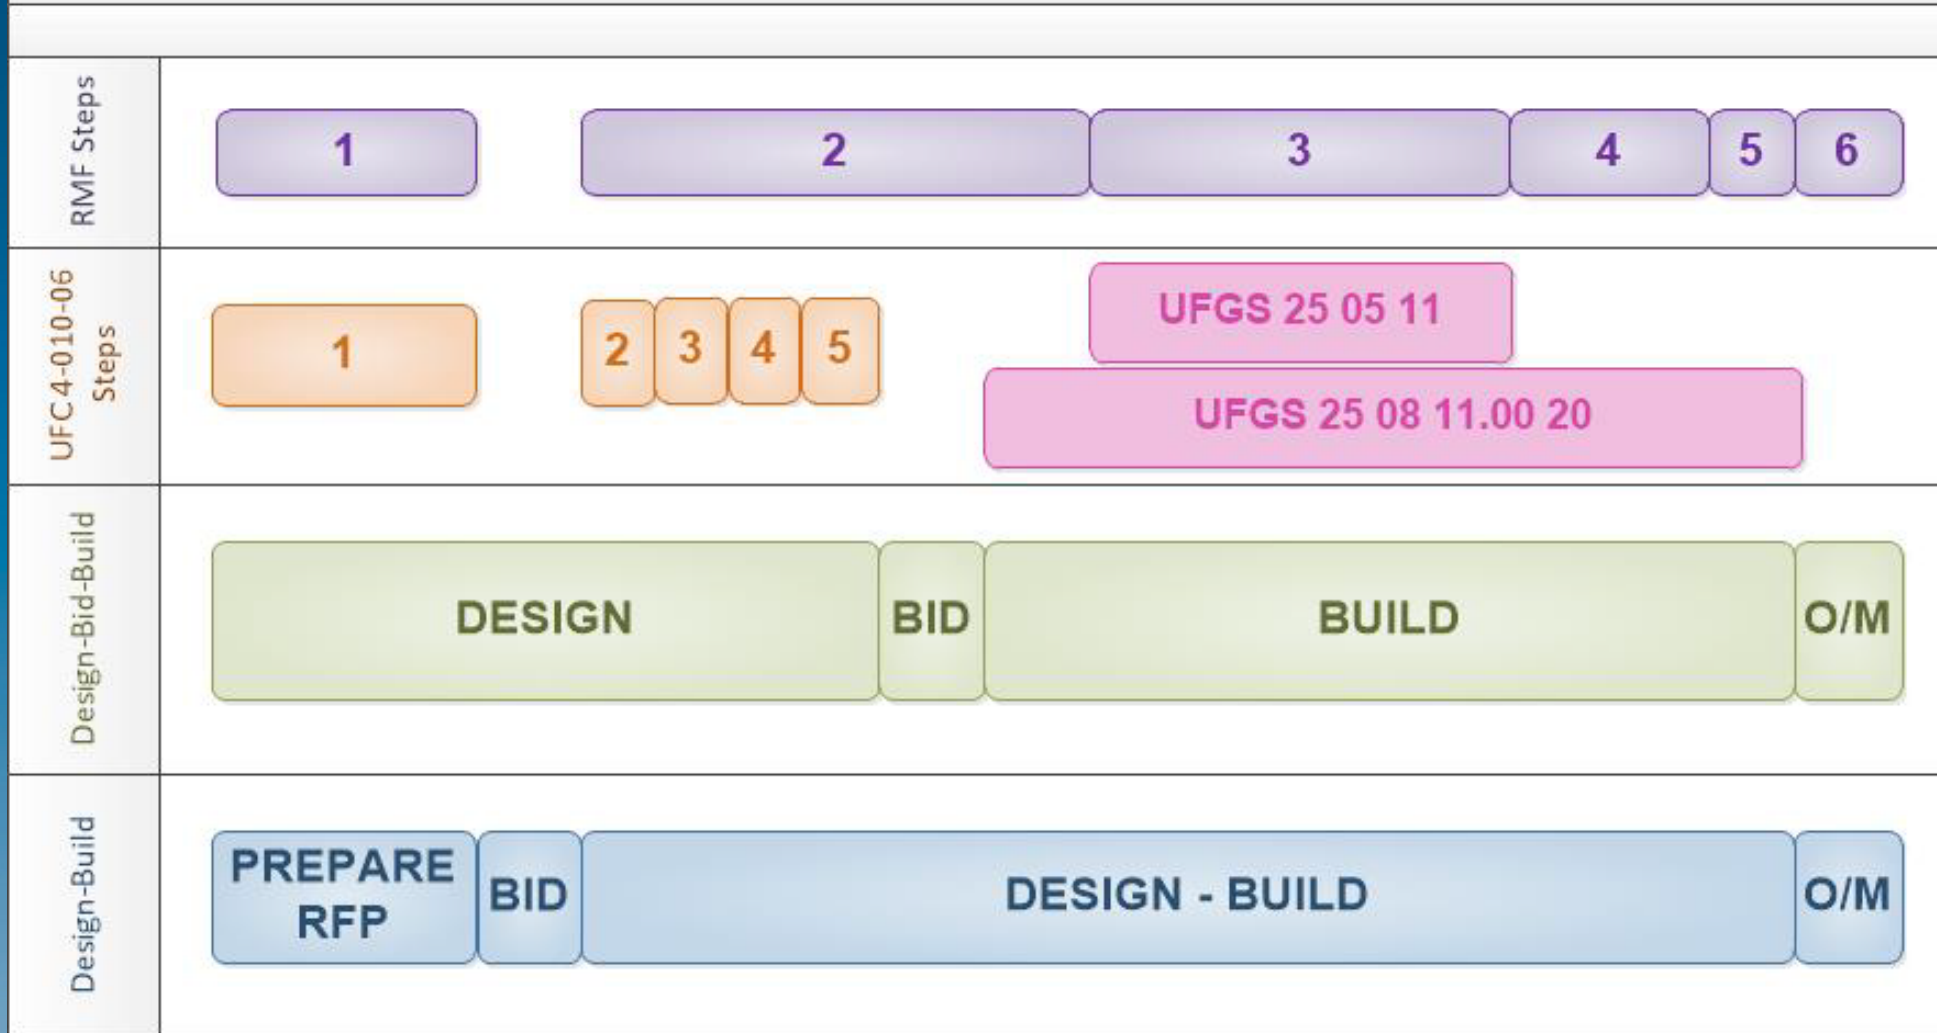 RMF Steps
1
2
3
4
5
6
UFC 4-010-06
Steps
1
2
3
4
5
UFGS 25 05 11
UFGS 25 08 11.00 20
Design-Bid-Build
DESIGN
BID
BUILD
O/M
Design-Build
PREPARE
RFP
BID
DESIGN - BUILD
O/M